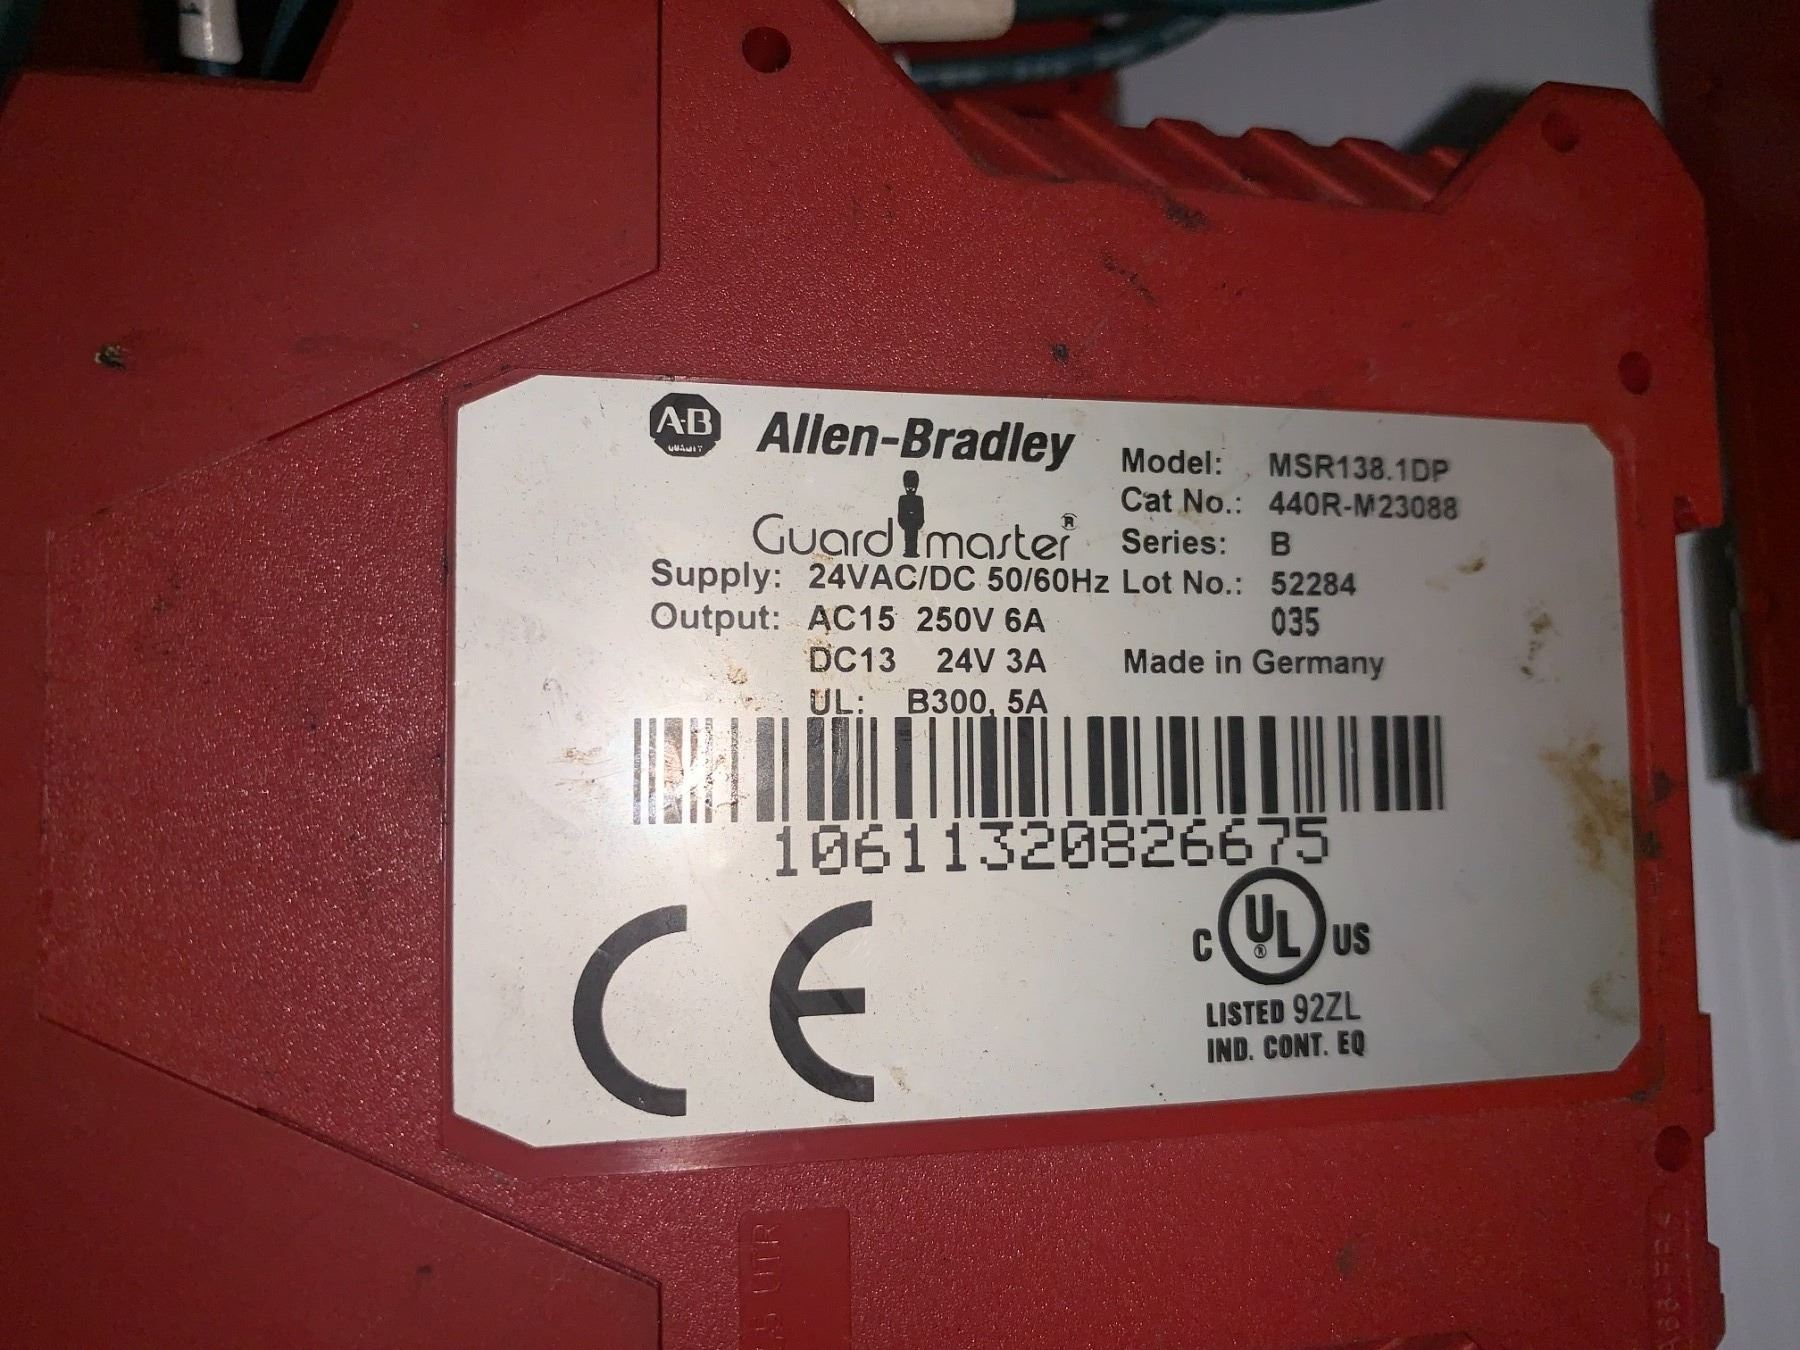 A-B
QUALITY
Allen-Bradley
Guardmaster®
Model: MSR138.1DP
Cat No.: 440R-M23088
Series: B
Supply: 24VAC/DC 50/60Hz
Lot No.: 52284
Output: AC15 250V 6A
035
DC13 24V 3A
Made in Germany
UL: B300, 5A
10611320826675
CE
C UL® US
LISTED 92ZL
IND. CONT. EQ